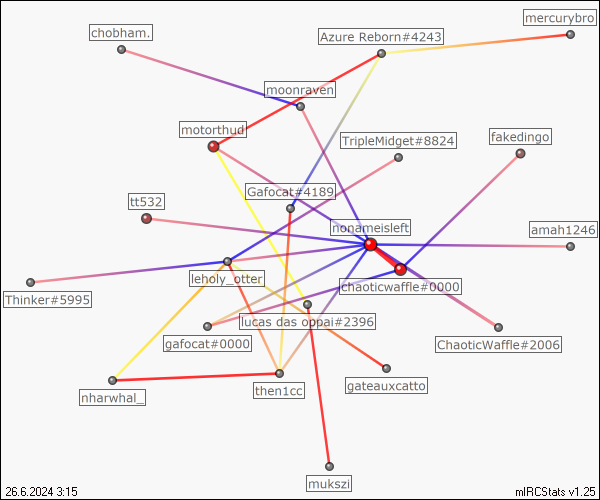 mercurybro
chobham.
Azure Reborn#4243
moonraven
motorthud
TripleMidget#8824
fakedingo
Gafocat#4189
tt532
nonameisleft
amah1246
leholy_otter
chaoticwaffle#0000
Thinker#5995
lucas das oppai#2396
gafocat#0000
ChaoticWaffle#2006
gateauxcatto
then1cc
nharwhal_
mukszi
26.6.2024 3:15
mIRCStats v1.25